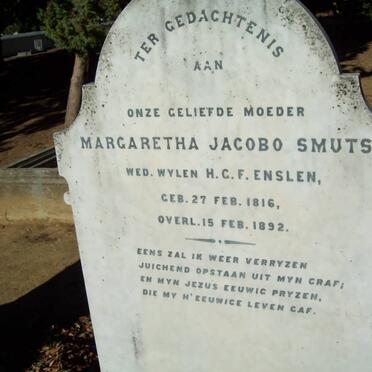 TER GEDACHTENIS
AAN
ONZE GELIEFDE MOEDER
MARGARETHA JACOBO SMUTS
WED. WYLEN H.C.F. ENSLEN,
GEB. 27 FEB. 1816,
OVERL. 15 FEB. 1892.
EENS ZAL IK WEER VERRYZEN
JUICHEND OPSTAAN UIT MYN GRAF;
EN MYN JEZUS EEUWIG PRYZEN,
DIE MY N'EEUWICE LEVEN GAF.